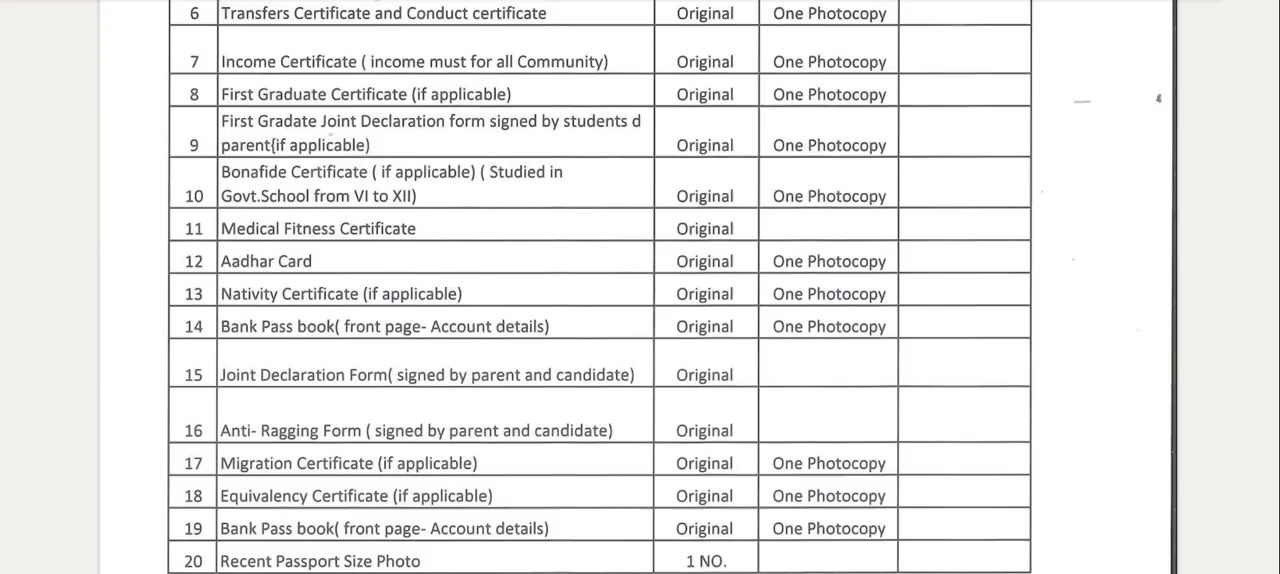 6 Transfers Certificate and Conduct certificate Original One Photocopy
7 Income Certificate ( income must for all Community) Original One Photocopy
8 First Graduate Certificate (if applicable) Original One Photocopy
First Gradate Joint Declaration form signed by students d
9 parent{if applicable) Original One Photocopy
Bonafide Certificate ( if applicable) ( Studied in
10 Govt.School from VI to XII) Original One Photocopy
11 Medical Fitness Certificate Original
12 Aadhar Card Original One Photocopy
13 Nativity Certificate (if applicable) Original One Photocopy
14 Bank Pass book( front page- Account details) Original One Photocopy
15 Joint Declaration Form( signed by parent and candidate) Original
16 Anti- Ragging Form ( signed by parent and candidate) Original
17 Migration Certificate (if applicable) Original One Photocopy
18 Equivalency Certificate (if applicable) Original One Photocopy
19 Bank Pass book( front page- Account details) Original One Photocopy
20 Recent Passport Size Photo 1 NO.